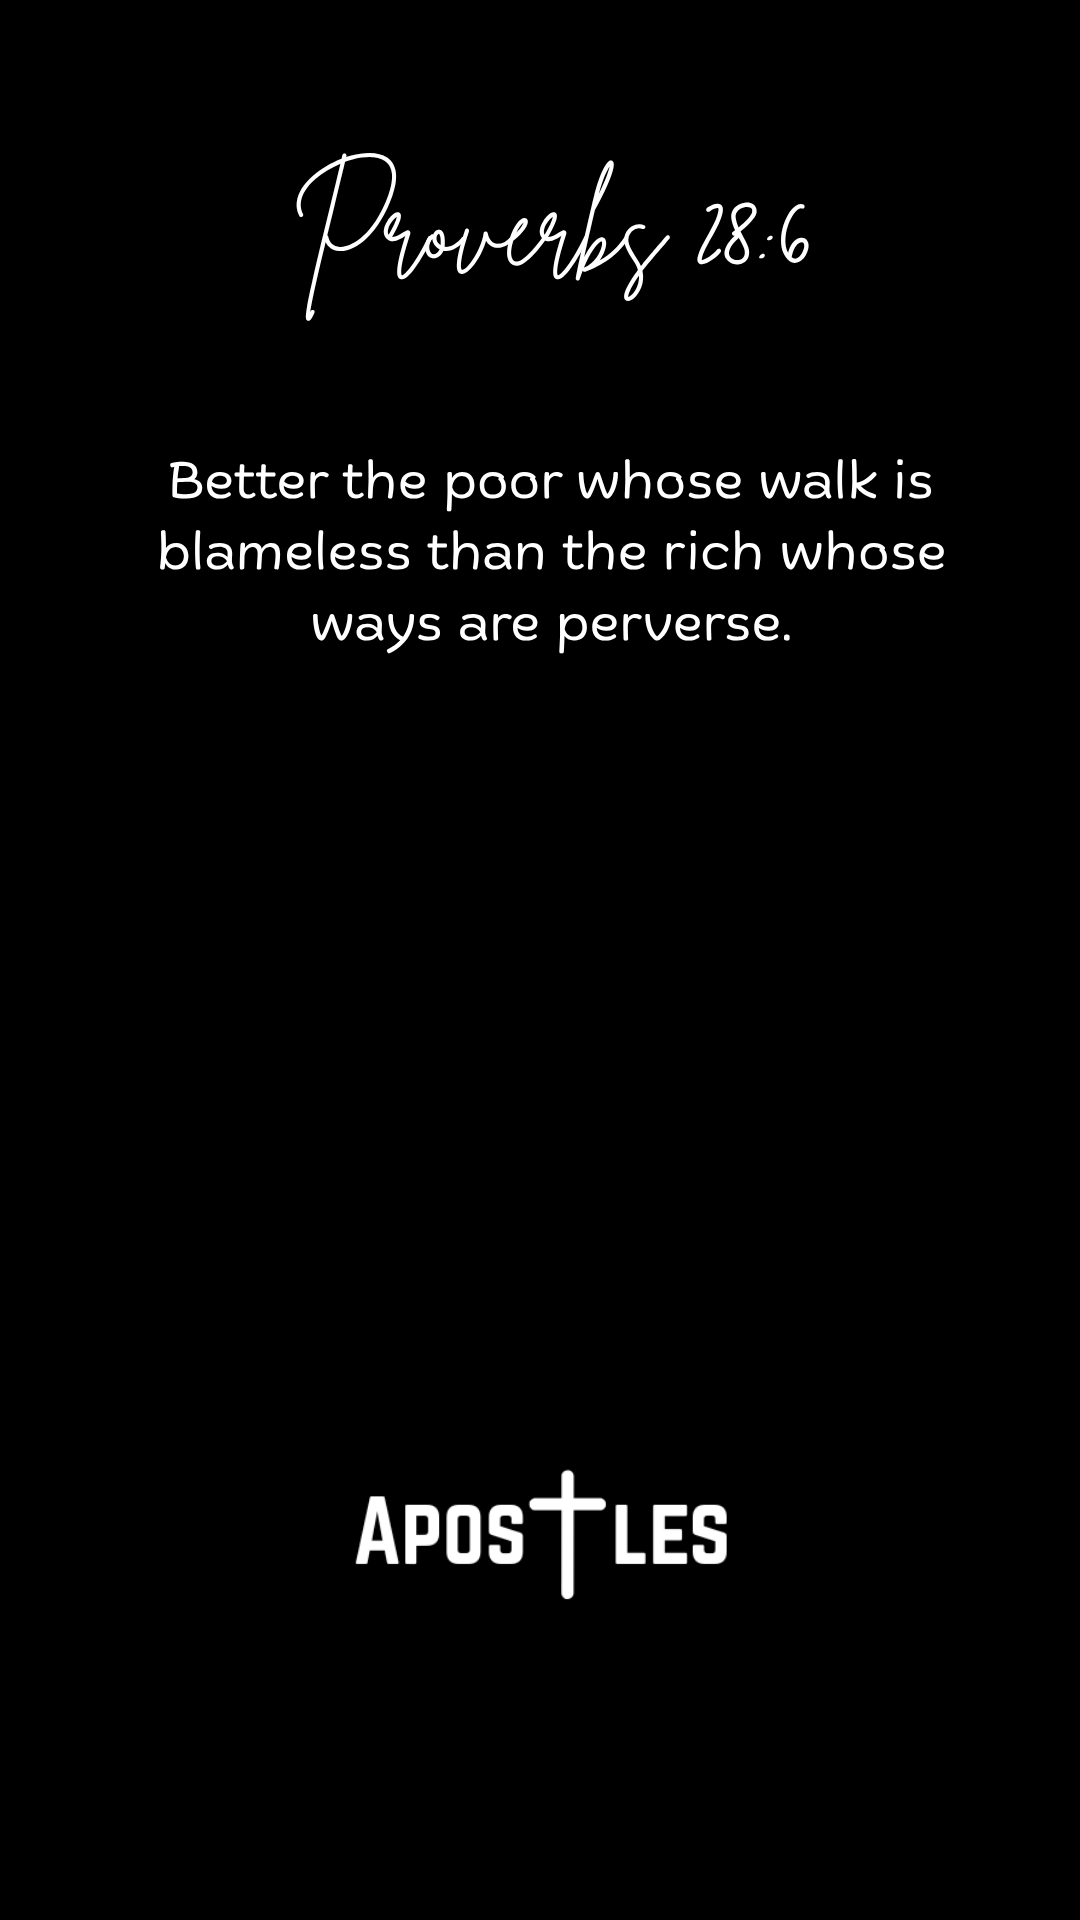 Proverbs 28:6
Better the poor whose walk is
blameless than the rich whose
ways are perverse.
Apostles